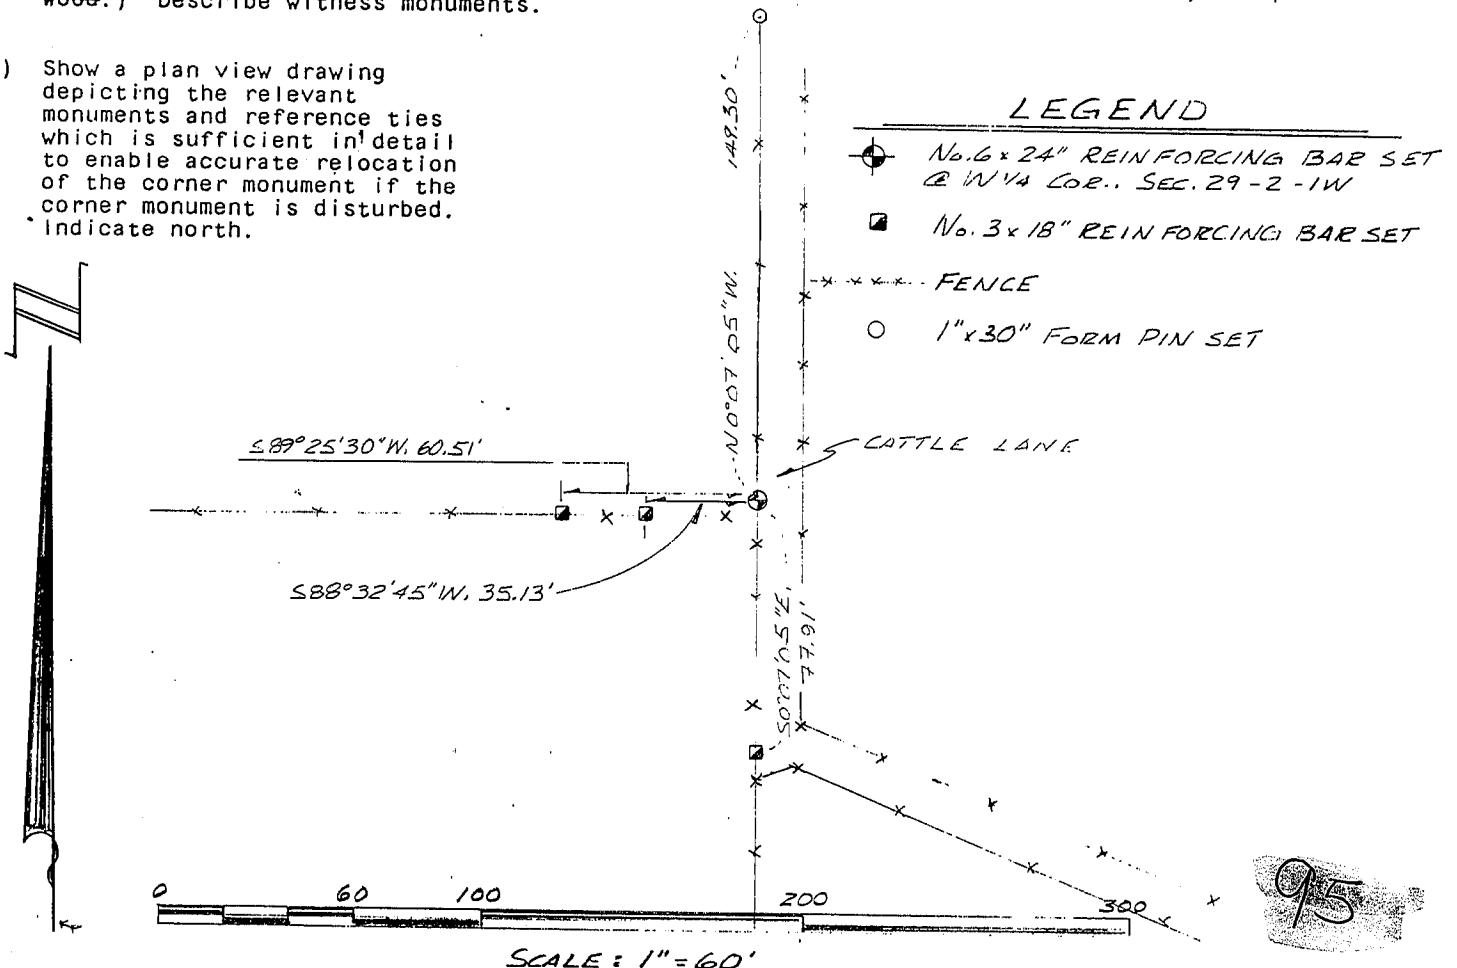 wood.) Describe witness monuments.
) Show a plan view drawing
depicting the relevant
monuments and reference ties
which is sufficient in detail
to enable accurate relocation
of the corner monument if the
corner monument is disturbed.
Indicate north.
LEGEND
No. 6 x 24" REINFORCING BAR SET
@ W 1/4 COR.. SEC. 29-2-1W
No. 3 x 18" REINFORCING BAR SET
FENCE
1" x 30" FORM PIN SET
N0°07'05"W. 149.30'
CATTLE LANE
S89°25'30"W. 60.51'
S88°32'45"W. 35.13'
S0°07'05"E.
77.91'
0 60 100 200 300
SCALE: 1" = 60'
95